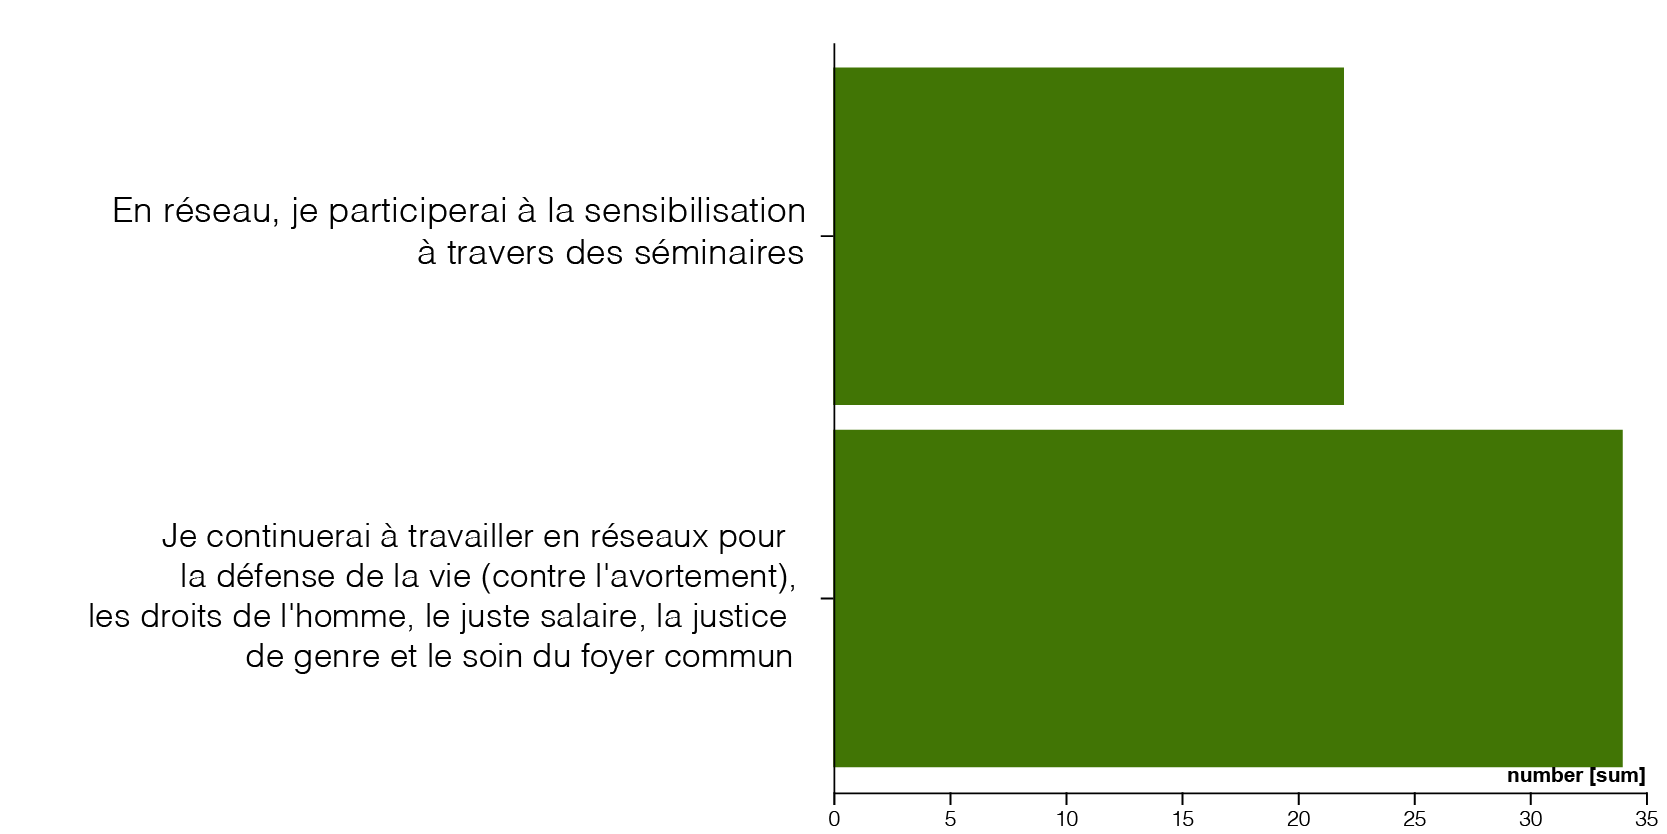 En réseau, je participerai à la sensibilisation
à travers des séminaires
Je continuerai à travailler en réseaux pour
la défense de la vie (contre l'avortement),
les droits de l'homme, le juste salaire, la justice
de genre et le soin du foyer commun
number [sum]
0 5 10 15 20 25 30 35